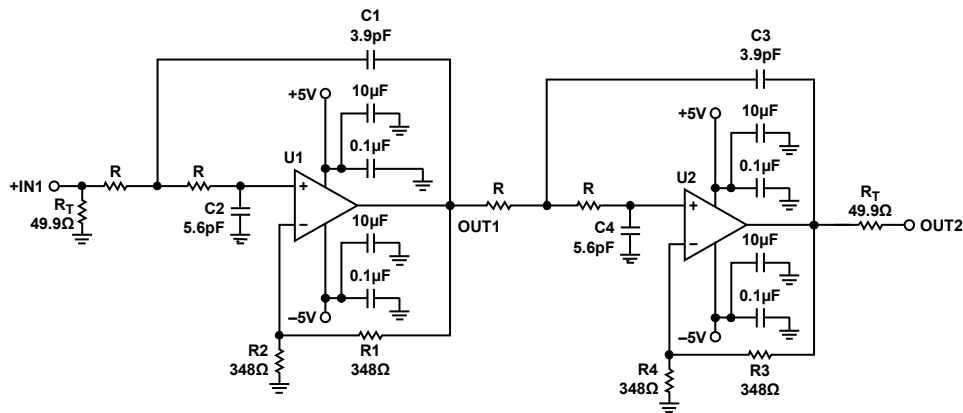 C1
3.9pF
C3
3.9pF
+5V
10µF
0.1µF
U1
+5V
10µF
0.1µF
U2
+IN1
R
R
RT
49.9Ω
C2
5.6pF
+
–
10µF
0.1µF
–5V
OUT1
R
R
C4
5.6pF
+
–
10µF
0.1µF
–5V
RT
49.9Ω
OUT2
R2
348Ω
R1
348Ω
R4
348Ω
R3
348Ω